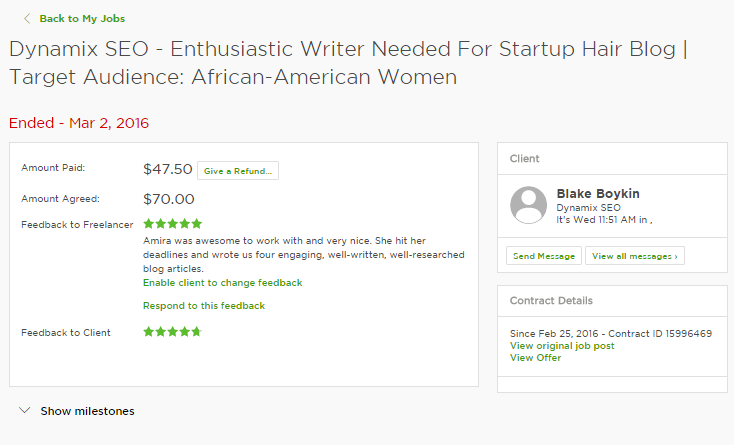 Back to My Jobs
Dynamix SEO - Enthusiastic Writer Needed For Startup Hair Blog |
Target Audience: African-American Women
Ended - Mar 2, 2016
Amount Paid: $47.50 Give a Refund...
Amount Agreed: $70.00
Feedback to Freelancer
Amira was awesome to work with and very nice. She hit her
deadlines and wrote us four engaging, well-written, well-researched
blog articles.
Enable client to change feedback
Respond to this feedback
Feedback to Client
Show milestones
Client
Blake Boykin
Dynamix SEO
It's Wed 11:51 AM in ,
Send Message View all messages ›
Contract Details
Since Feb 25, 2016 - Contract ID 15996469
View original job post
View Offer